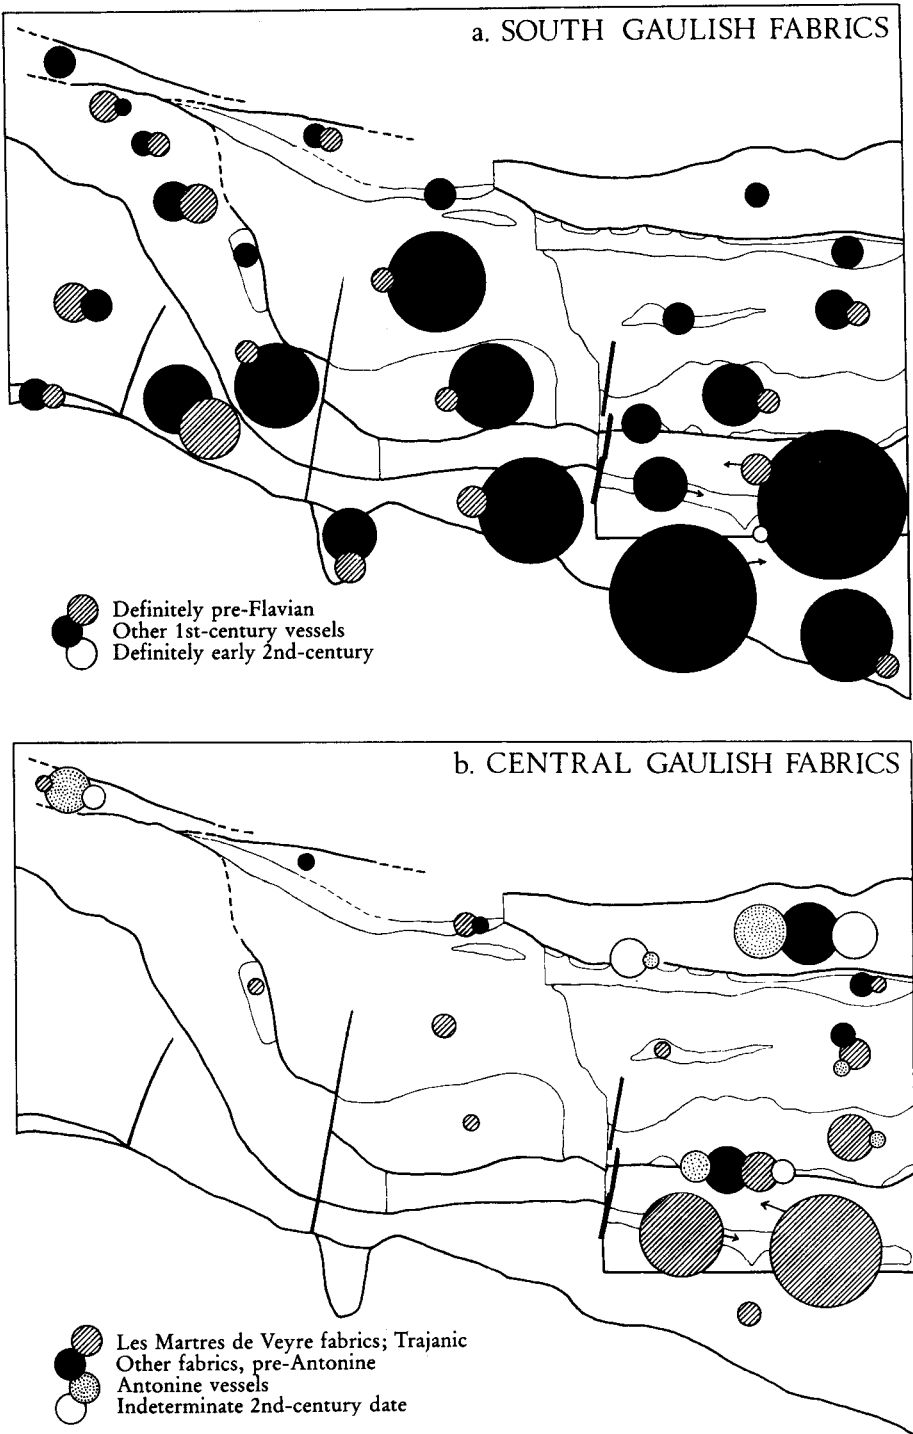 a. SOUTH GAULISH FABRICS
Definitely pre-Flavian
Other 1st-century vessels
Definitely early 2nd-century
b. CENTRAL GAULISH FABRICS
Les Martres de Veyre fabrics; Trajanic
Other fabrics, pre-Antonine
Antonine vessels
Indeterminate 2nd-century date